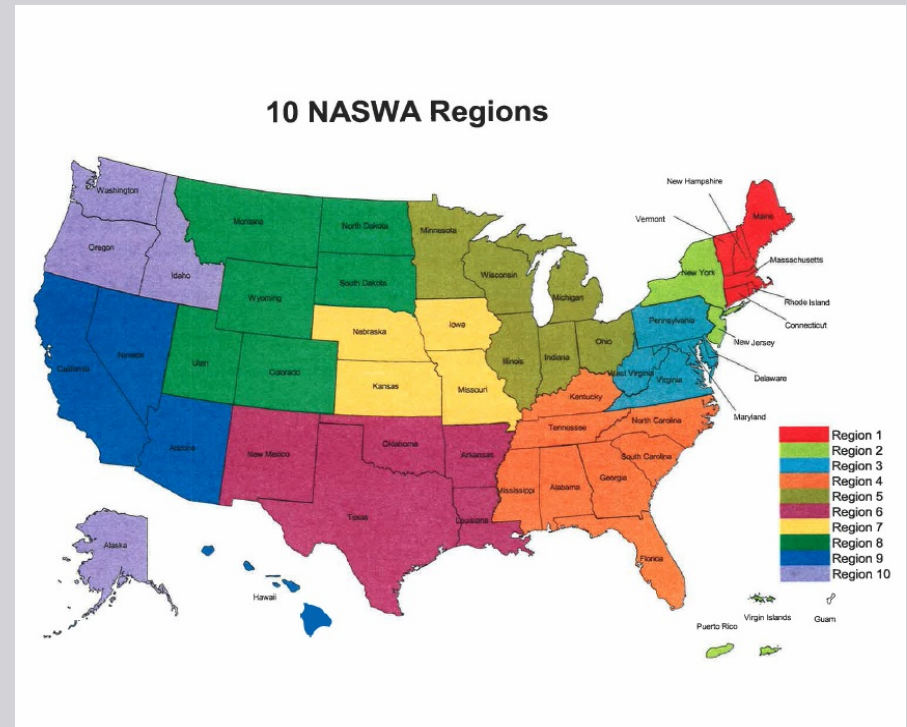 10 NASWA Regions
New Hampshire
Washington
Vermont
Maine
Montana
North Dakota
Minnesota
Oregon
Massachusetts
Idaho
New York
Wisconsin
South Dakota
Wyoming
Michigan
Rhode Island
Pennsylvania
Connecticut
Iowa
Nebraska
Ohio
New Jersey
Nevada
Indiana
Illinois
Utah
California
Colorado
West Virginia
Delaware
Virginia
Kansas
Missouri
Kentucky
Maryland
North Carolina
Tennessee
Oklahoma
Arizona
New Mexico
Arkansas
South Carolina
Georgia
Mississippi
Alabama
Texas
Louisiana
Alaska
Florida
Hawaii
Region 1
Region 2
Region 3
Region 4
Region 5
Region 6
Region 7
Region 8
Region 9
Region 10
Virgin Islands
Guam
Puerto Rico